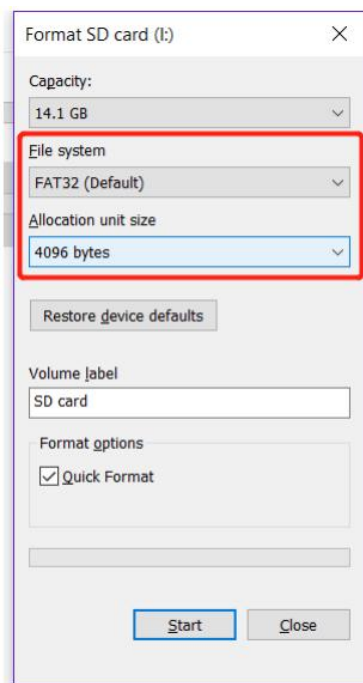 Format SD card (I:)
Capacity:
14.1 GB
File system
FAT32 (Default)
Allocation unit size
4096 bytes
Restore device defaults
Volume label
SD card
Format options
Quick Format
Start
Close